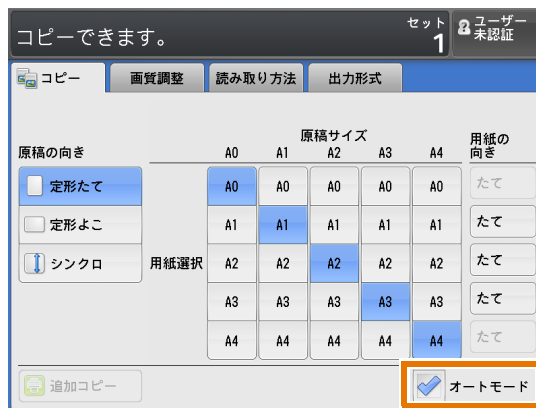 コピーできます。
セット
1
ユーザー
未認証
コピー
画質調整
読み取り方法
出力形式
原稿サイズ
用紙の
向き
原稿の向き
A0 A1 A2 A3 A4
定形たて
A0 A0 A0 A0 A0
たて
定形よこ
A1 A1 A1 A1 A1
たて
シンクロ
用紙選択
A2 A2 A2 A2 A2
たて
A3 A3 A3 A3 A3
たて
A4 A4 A4 A4 A4
たて
追加コピー
オートモード